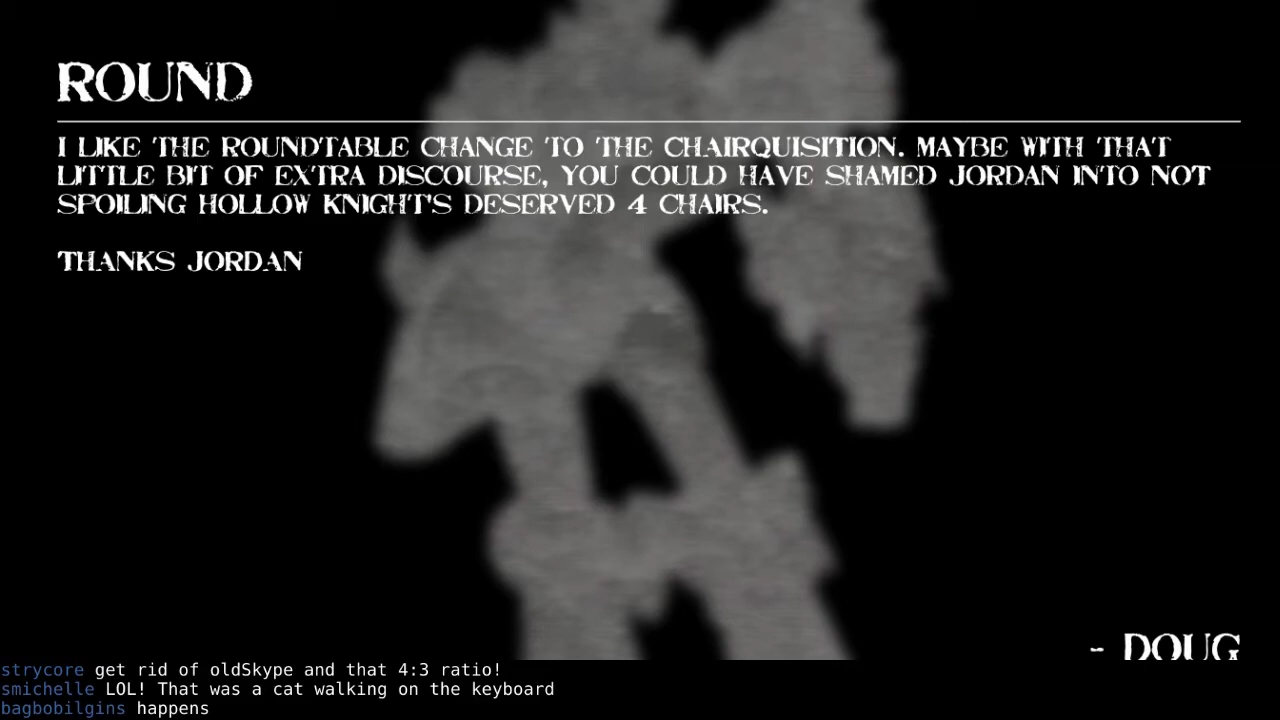 ROUND
I LIKE THE ROUNDTABLE CHANGE TO THE CHAIRQUISITION. MAYBE WITH THAT
LITTLE BIT OF EXTRA DISCOURSE, YOU COULD HAVE SHAMED JORDAN INTO NOT
SPOILING HOLLOW KNIGHT'S DESERVED 4 CHAIRS.
THANKS JORDAN
- DOUG
strycore get rid of oldSkype and that 4:3 ratio!
smichelle LOL! That was a cat walking on the keyboard
bagbobilgins happens